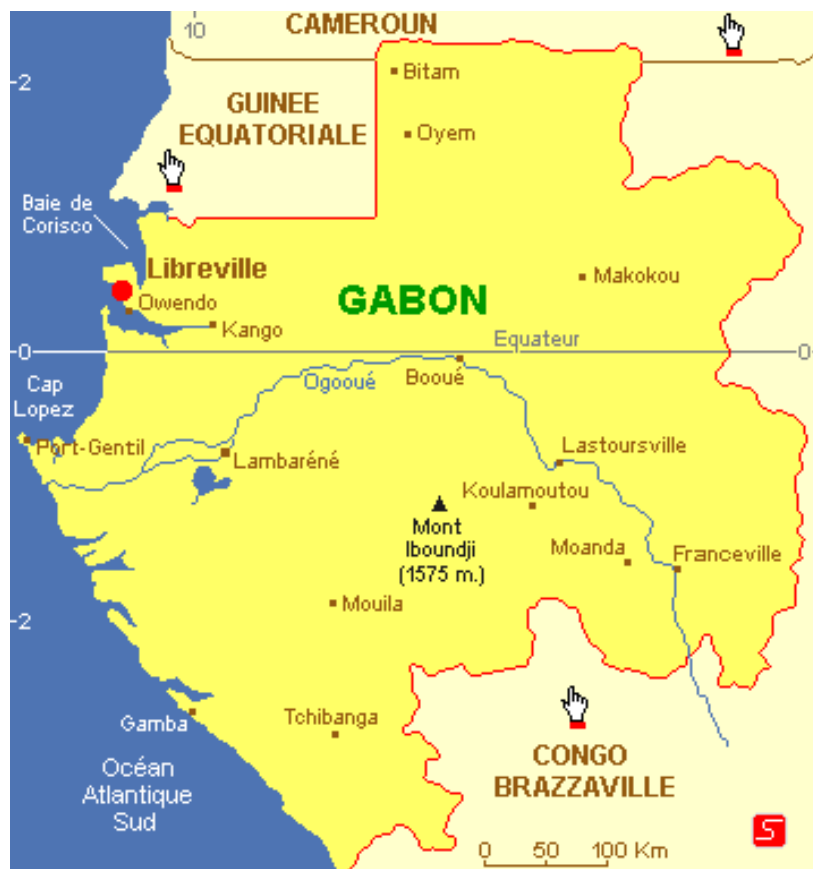 10
CAMEROUN
2
Bitam
GUINEE
EQUATORIALE
Oyem
Baie de
Corisco
Libreville
Makokou
Owendo
GABON
Kango
Equateur
0
0
Cap
Lopez
Ogooué
Booué
Port-Gentil
Lambaréné
Lastoursville
Koulamoutou
Mont
Iboundji
(1575 m.)
Moanda
Franceville
Mouila
2
Gamba
Tchibanga
CONGO
BRAZZAVILLE
Océan
Atlantique
Sud
S
0 50 100 Km